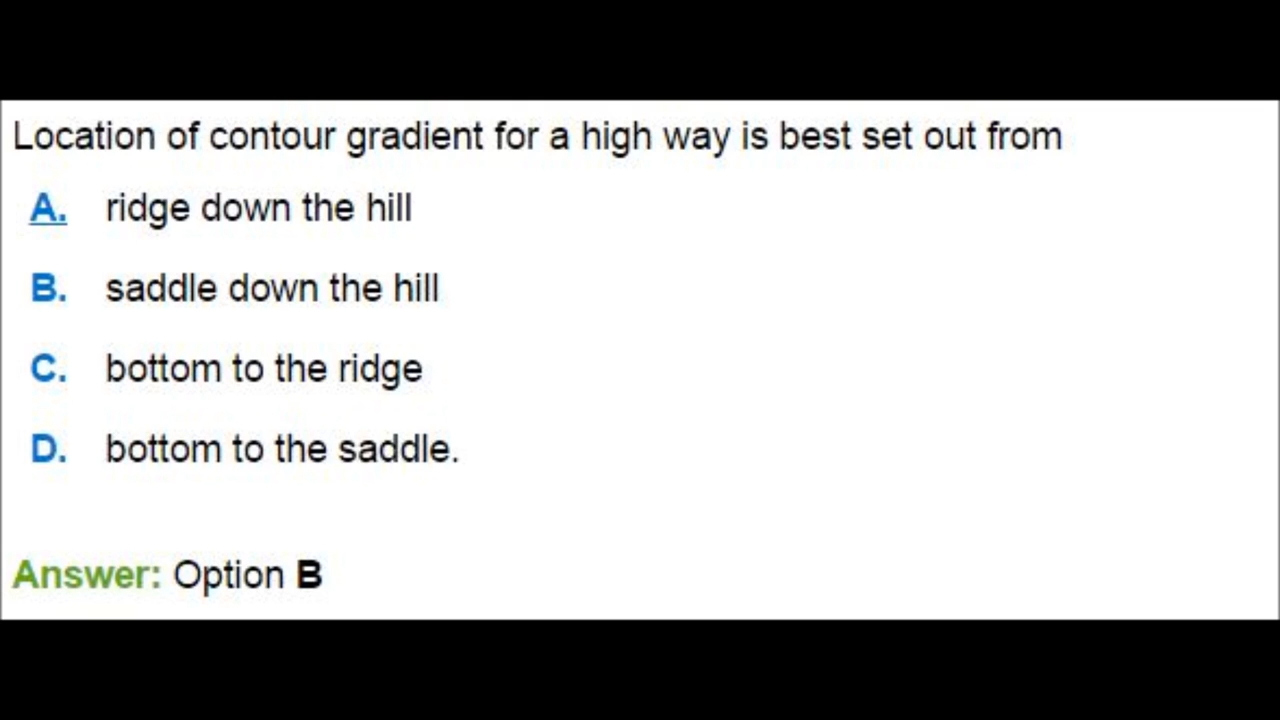 Location of contour gradient for a high way is best set out from
A. ridge down the hill
B. saddle down the hill
C. bottom to the ridge
D. bottom to the saddle.
Answer: Option B